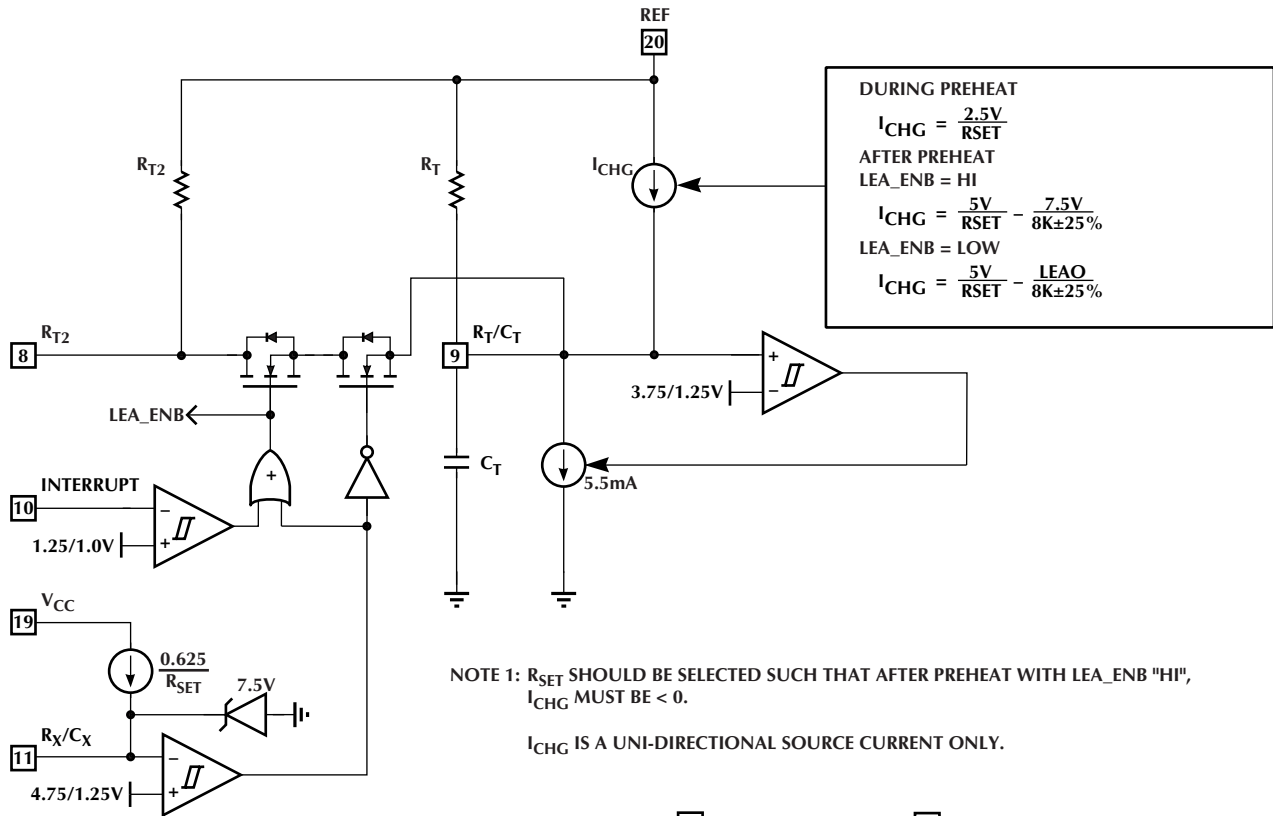 REF
20
DURING PREHEAT
I_CHG = 2.5V / RSET
AFTER PREHEAT
LEA_ENB = HI
I_CHG = 5V / RSET – 7.5V / 8K±25%
LEA_ENB = LOW
I_CHG = 5V / RSET – LEAO / 8K±25%
R_T2
R_T
I_CHG
R_T2
8
R_T/C_T
9
+
–
3.75/1.25V
LEA_ENB
+
C_T
5.5mA
INTERRUPT
10
–
+
1.25/1.0V
V_CC
19
0.625 / R_SET
7.5V
R_X/C_X
11
–
+
4.75/1.25V
NOTE 1: R_SET SHOULD BE SELECTED SUCH THAT AFTER PREHEAT WITH LEA_ENB "HI",
I_CHG MUST BE < 0.
I_CHG IS A UNI-DIRECTIONAL SOURCE CURRENT ONLY.